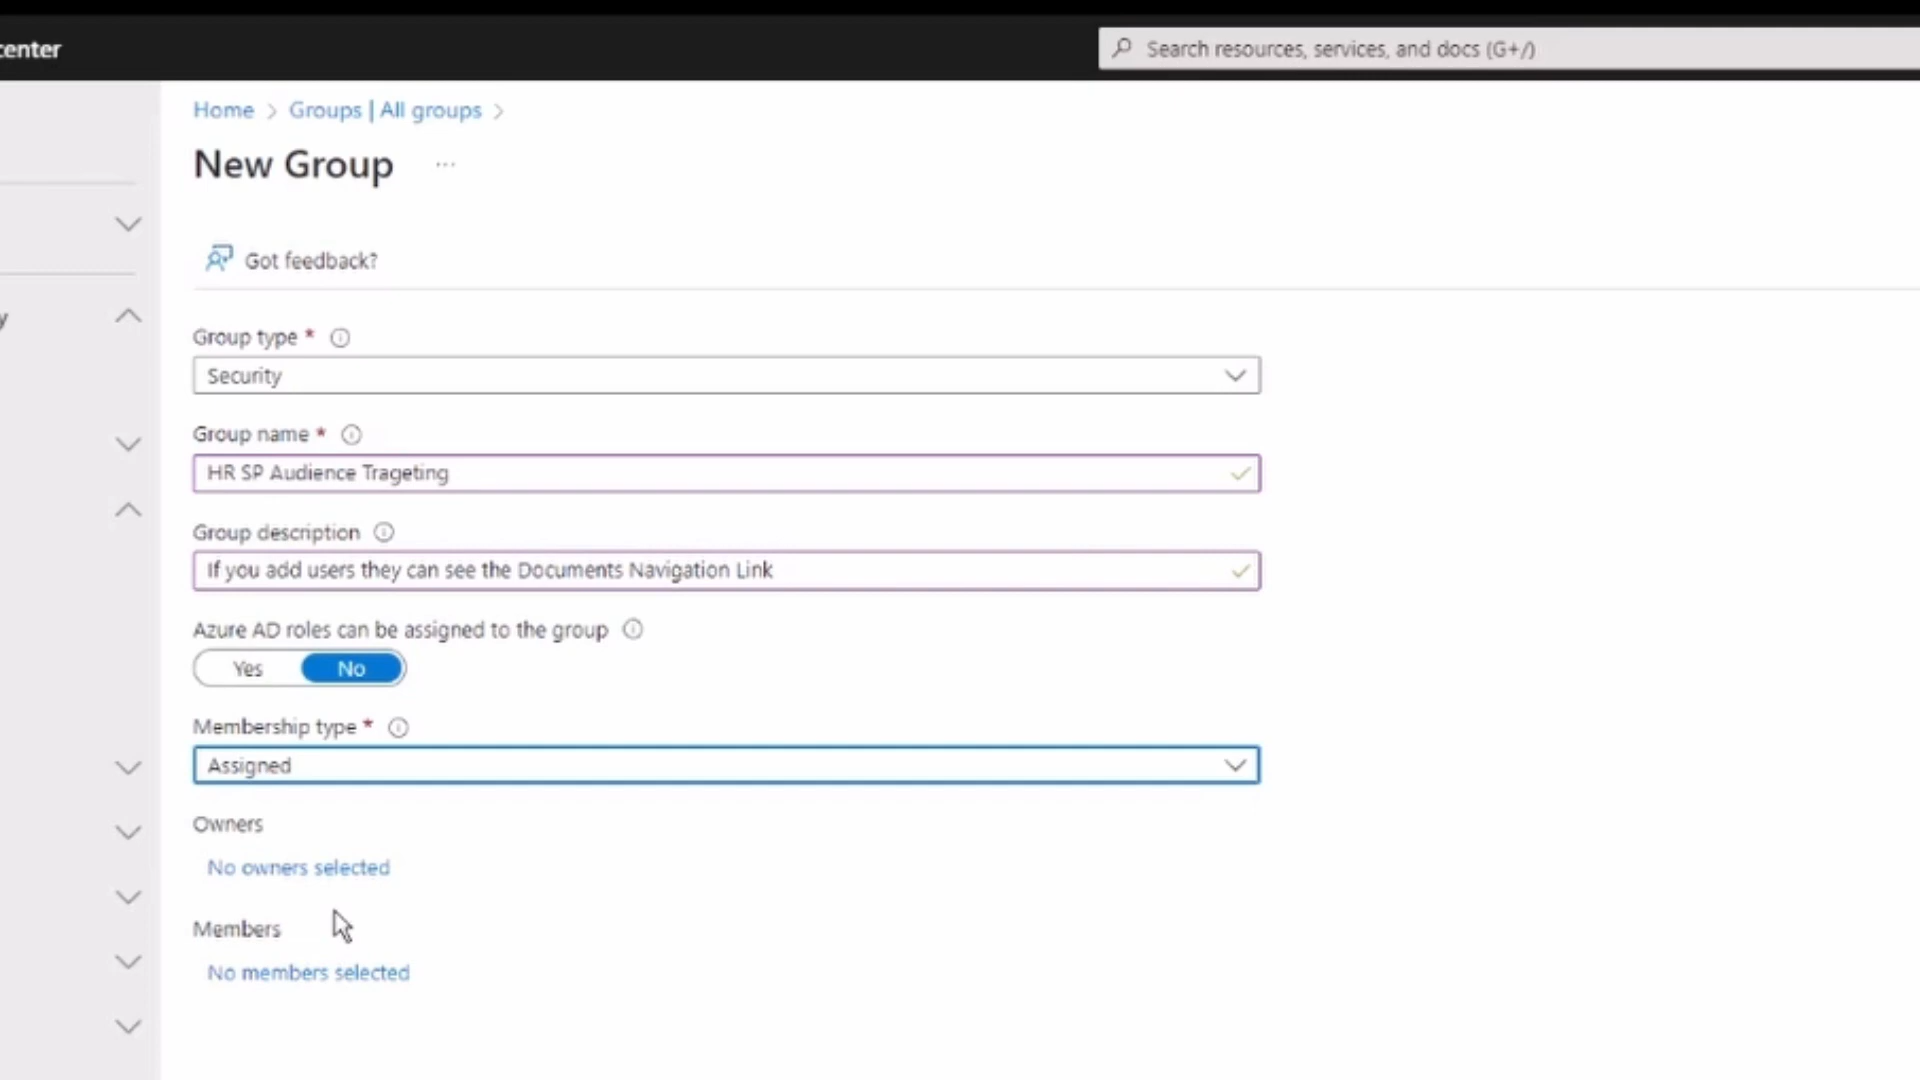 center
Search resources, services, and docs (G+/)
Home > Groups | All groups >
New Group ...
Got feedback?
Group type *
Security
Group name *
HR SP Audience Trageting
Group description
If you add users they can see the Documents Navigation Link
Azure AD roles can be assigned to the group
Yes No
Membership type *
Assigned
Owners
No owners selected
Members
No members selected